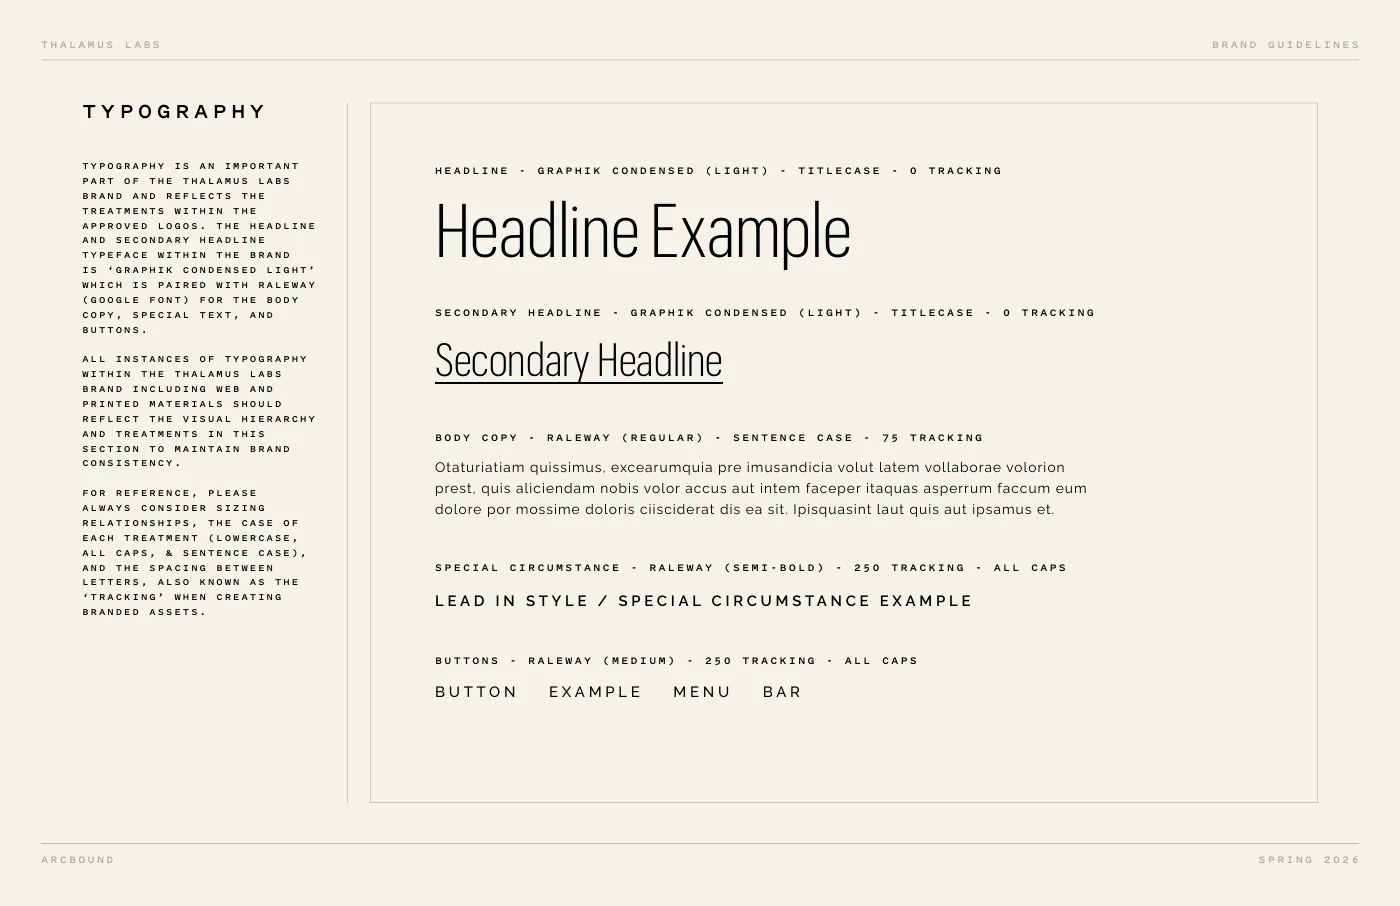 THALAMUS LABS
BRAND GUIDELINES
TYPOGRAPHY
TYPOGRAPHY IS AN IMPORTANT
PART OF THE THALAMUS LABS
BRAND AND REFLECTS THE
TREATMENTS WITHIN THE
APPROVED LOGOS. THE HEADLINE
AND SECONDARY HEADLINE
TYPEFACE WITHIN THE BRAND
IS ‘GRAPHIK CONDENSED LIGHT’
WHICH IS PAIRED WITH RALEWAY
(GOOGLE FONT) FOR THE BODY
COPY, SPECIAL TEXT, AND
BUTTONS.
ALL INSTANCES OF TYPOGRAPHY
WITHIN THE THALAMUS LABS
BRAND INCLUDING WEB AND
PRINTED MATERIALS SHOULD
REFLECT THE VISUAL HIERARCHY
AND TREATMENTS IN THIS
SECTION TO MAINTAIN BRAND
CONSISTENCY.
FOR REFERENCE, PLEASE
ALWAYS CONSIDER SIZING
RELATIONSHIPS, THE CASE OF
EACH TREATMENT (LOWERCASE,
ALL CAPS, & SENTENCE CASE),
AND THE SPACING BETWEEN
LETTERS, ALSO KNOWN AS THE
‘TRACKING’ WHEN CREATING
BRANDED ASSETS.
HEADLINE - GRAPHIK CONDENSED (LIGHT) - TITLECASE - 0 TRACKING
Headline Example
SECONDARY HEADLINE - GRAPHIK CONDENSED (LIGHT) - TITLECASE - 0 TRACKING
Secondary Headline
BODY COPY - RALEWAY (REGULAR) - SENTENCE CASE - 75 TRACKING
Otaturiatiam quissimus, excearumquia pre imusandicia volut latem vollaborae volorion
prest, quis aliciendam nobis volor accus aut intem faceper itaquas asperrum faccum eum
dolore por mossime doloris ciisciderat dis ea sit. Ipisquasint laut quis aut ipsamus et.
SPECIAL CIRCUMSTANCE - RALEWAY (SEMI-BOLD) - 250 TRACKING - ALL CAPS
LEAD IN STYLE / SPECIAL CIRCUMSTANCE EXAMPLE
BUTTONS - RALEWAY (MEDIUM) - 250 TRACKING - ALL CAPS
BUTTON EXAMPLE MENU BAR
ARCBOUND
SPRING 2026